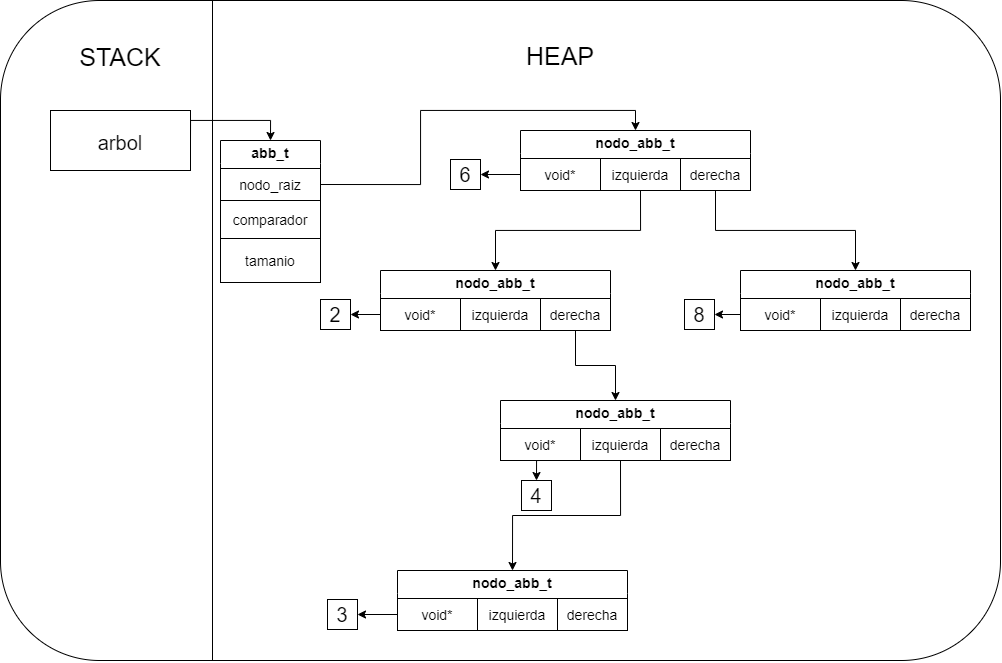 STACK
HEAP
arbol
abb_t
nodo_raiz
comparador
tamanio
nodo_abb_t
6
void* izquierda derecha
nodo_abb_t
2
void* izquierda derecha
nodo_abb_t
8
void* izquierda derecha
nodo_abb_t
void* izquierda derecha
4
nodo_abb_t
3
void* izquierda derecha